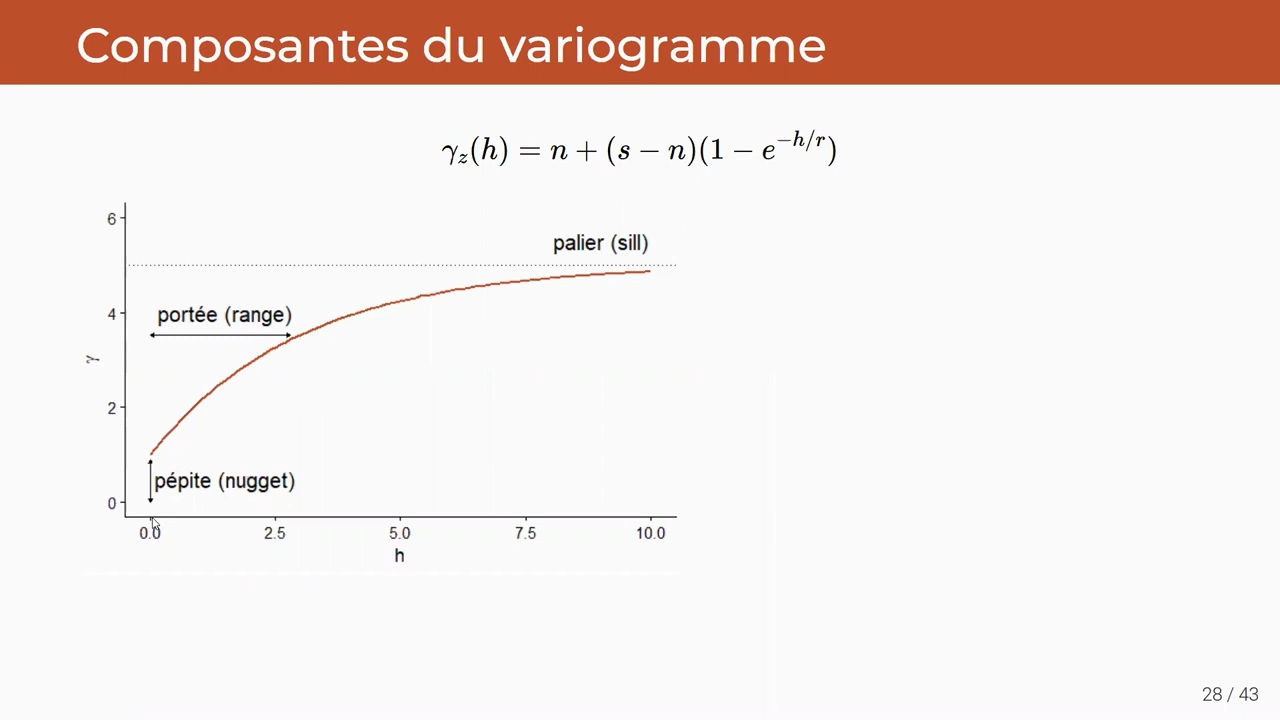 Composantes du variogramme
γz(h) = n + (s − n)(1 − e−h/r)
6
palier (sill)
portée (range)
4
γ
2
pépite (nugget)
0
0.0 2.5 5.0 7.5 10.0
h
28 / 43